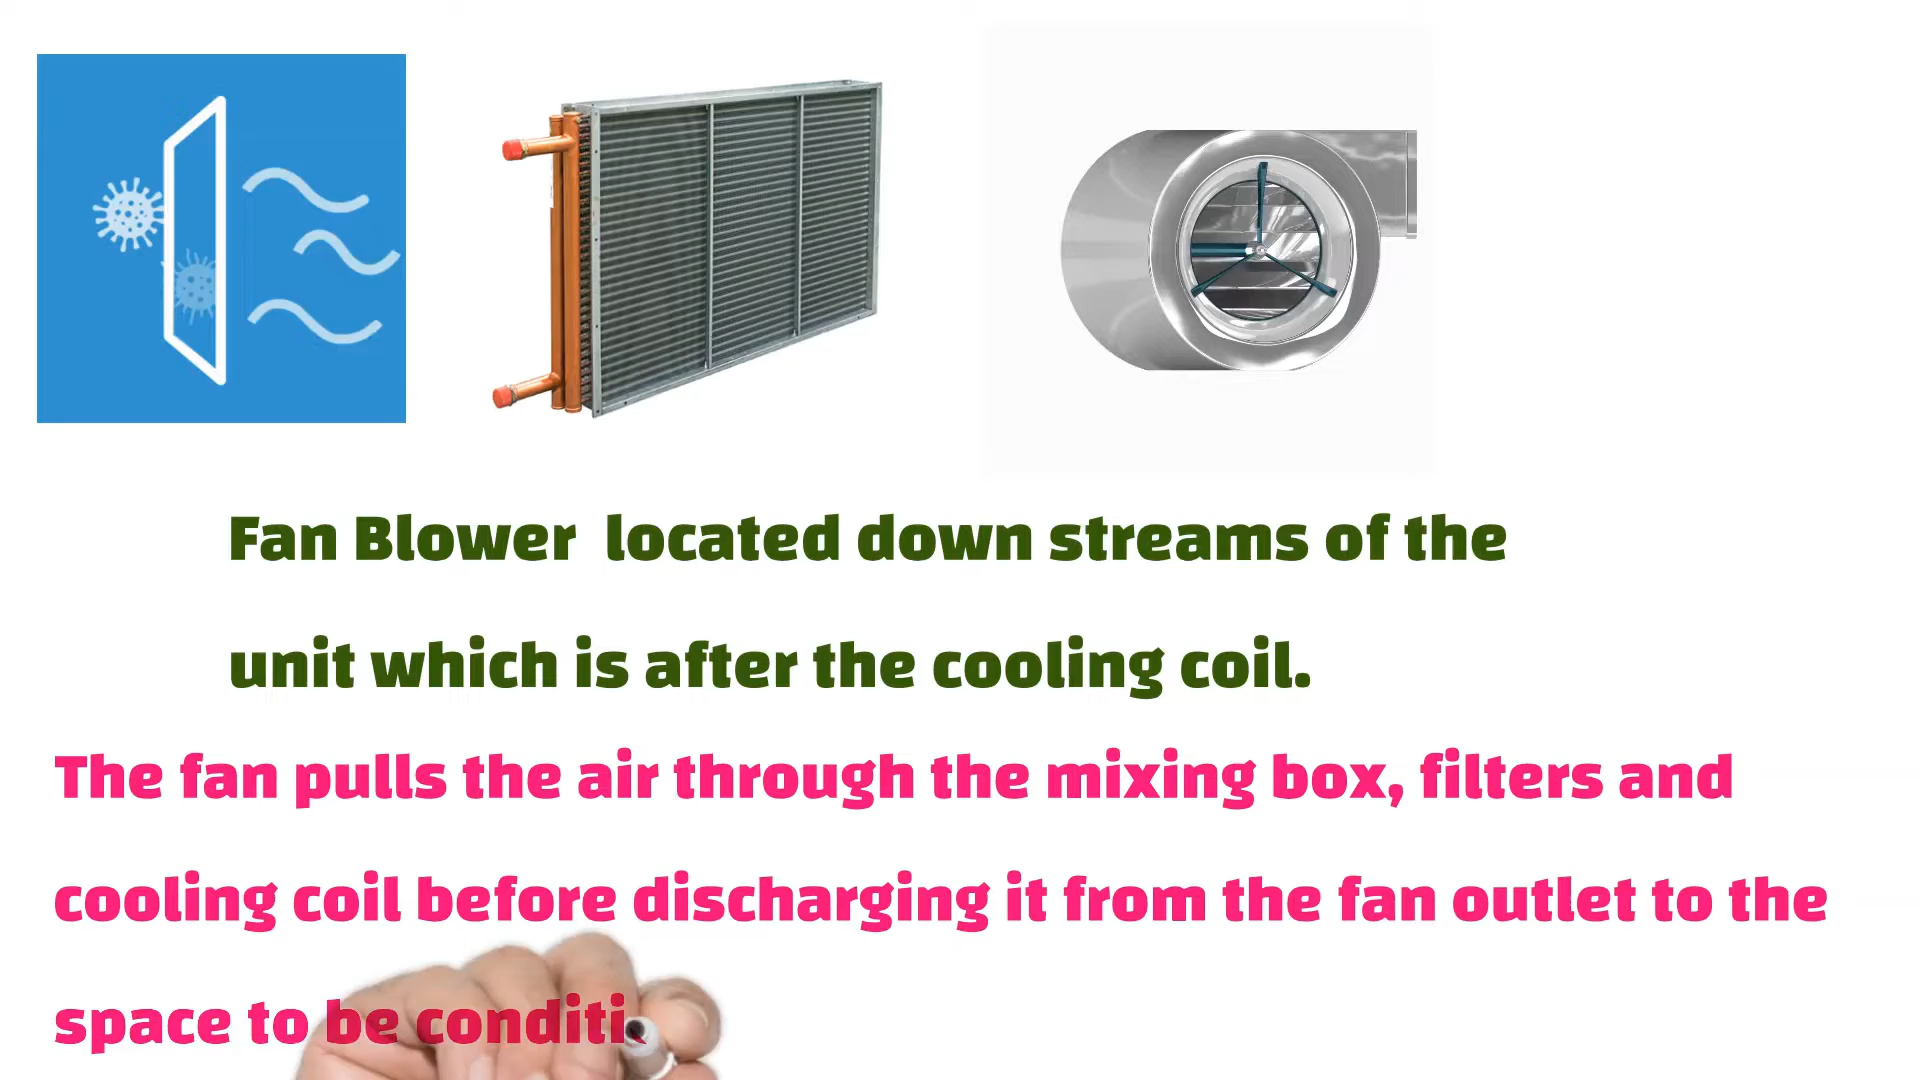 Fan Blower located down streams of the
unit which is after the cooling coil.
The fan pulls the air through the mixing box, filters and
cooling coil before discharging it from the fan outlet to the
space to be conditi